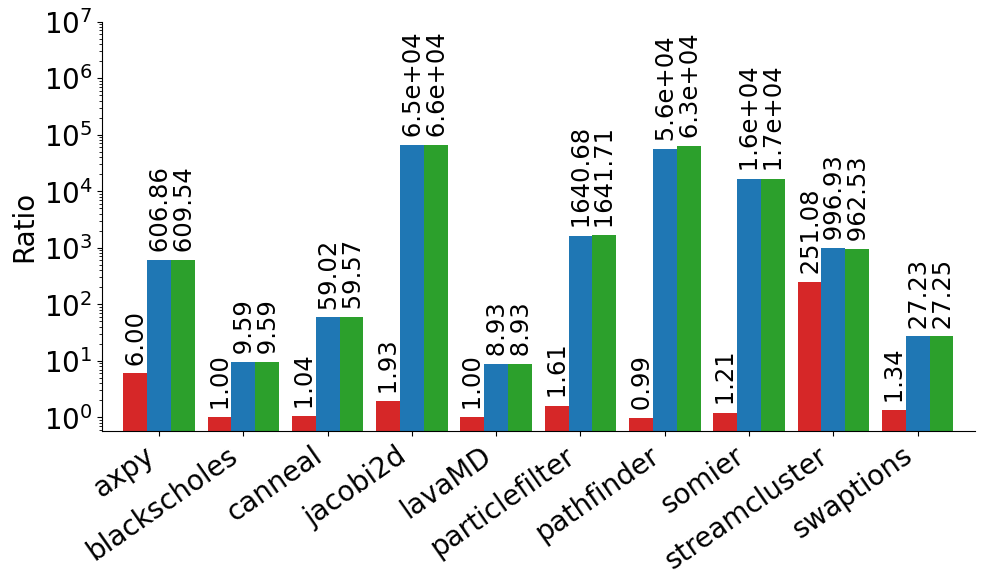 Ratio
10^7
10^6
10^5
10^4
10^3
10^2
10^1
10^0
6.00
606.86
609.54
1.00
9.59
9.59
1.04
59.02
59.57
1.93
6.5e+04
6.6e+04
1.00
8.93
8.93
1.61
1640.68
1641.71
0.99
5.6e+04
6.3e+04
1.21
1.6e+04
1.7e+04
251.08
996.93
962.53
1.34
27.23
27.25
axpy
blackscholes
canneal
jacobi2d
lavaMD
particlefilter
pathfinder
somier
streamcluster
swaptions